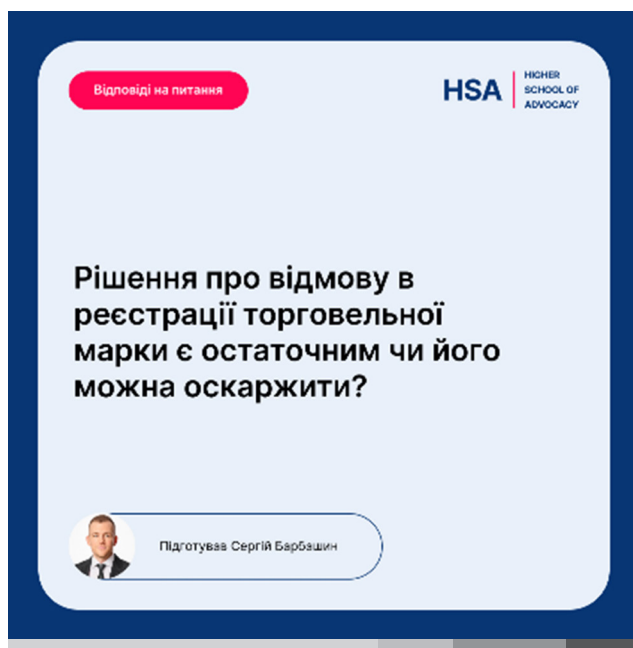 Відповіді на питання
HSA
HIGHER
SCHOOL OF
ADVOCACY
Рішення про відмову в
реєстрації торговельної
марки є остаточним чи його
можна оскаржити?
Підготував Сергій Барбашин